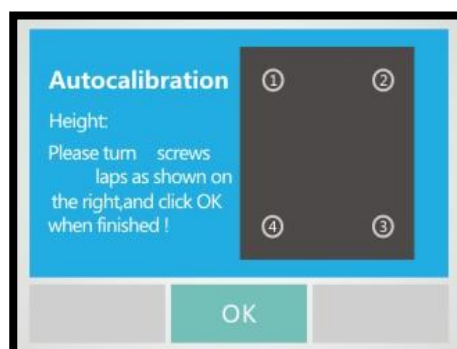 Autocalibration
Height:
Please turn screws
laps as shown on
the right,and click OK
when finished !
① ②
④ ③
OK